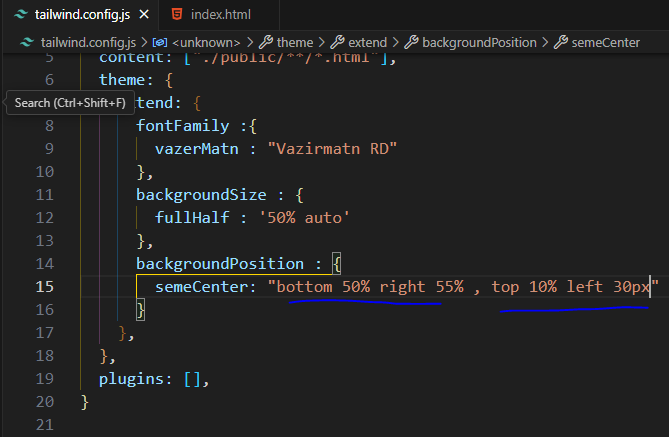 tailwind.config.js X index.html
tailwind.config.js > <unknown> > theme > extend > backgroundPosition > semeCenter
5 content: ["./public/**/*.html"],
6 theme: {
Search (Ctrl+Shift+F) tend: {
8 fontFamily :{
9 vazerMatn : "Vazirmatn RD"
10 },
11 backgroundSize : {
12 fullHalf : '50% auto'
13 },
14 backgroundPosition : {
15 semeCenter: "bottom 50% right 55% , top 10% left 30px"
16 }
17 },
18 },
19 plugins: [],
20 }
21